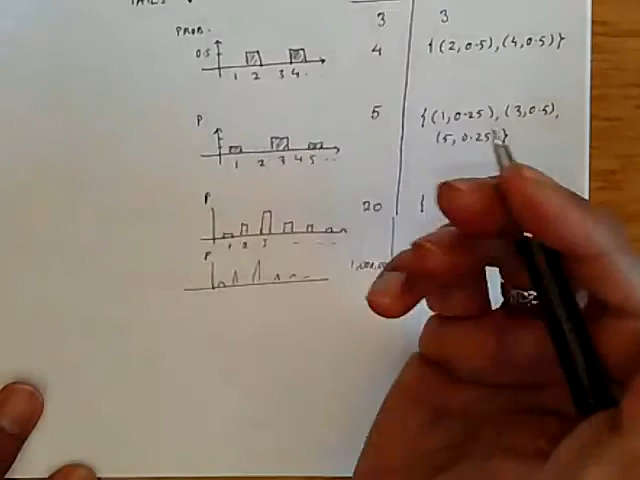 TAILS
3 3
PROB.
0.5
1 2 3 4 ..
4 {(2,0.5),(4,0.5)}
P
1 2 3 4 5 ..
5 {(1,0.25),(3,0.5),
(5,0.25)}
P
1 2 3
20 {
P